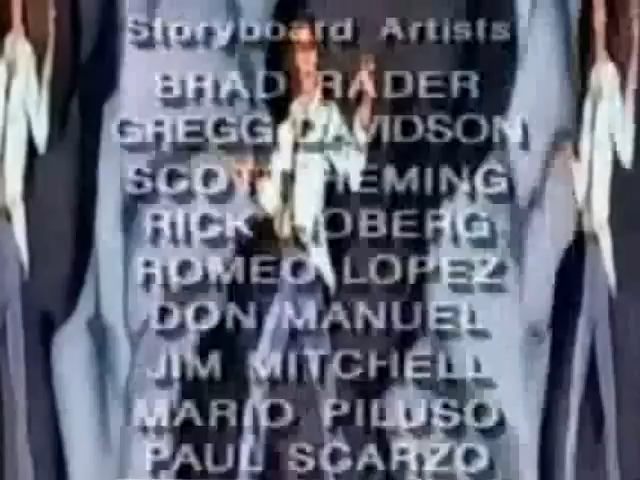 Storyboard Artists
BRAD RADER
GREGG DAVIDSON
SCOTT HEMING
RICK HOBERG
ROMEO LOPEZ
DON MANUEL
JIM MITCHELL
MARIO PILUSO
PAUL SCARZO